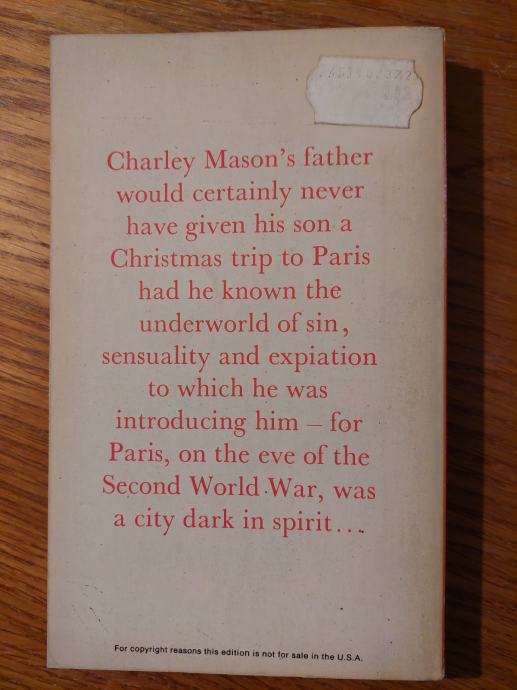 Charley Mason's father
would certainly never
have given his son a
Christmas trip to Paris
had he known the
underworld of sin,
sensuality and expiation
to which he was
introducing him – for
Paris, on the eve of the
Second World War, was
a city dark in spirit...
For copyright reasons this edition is not for sale in the U.S.A.